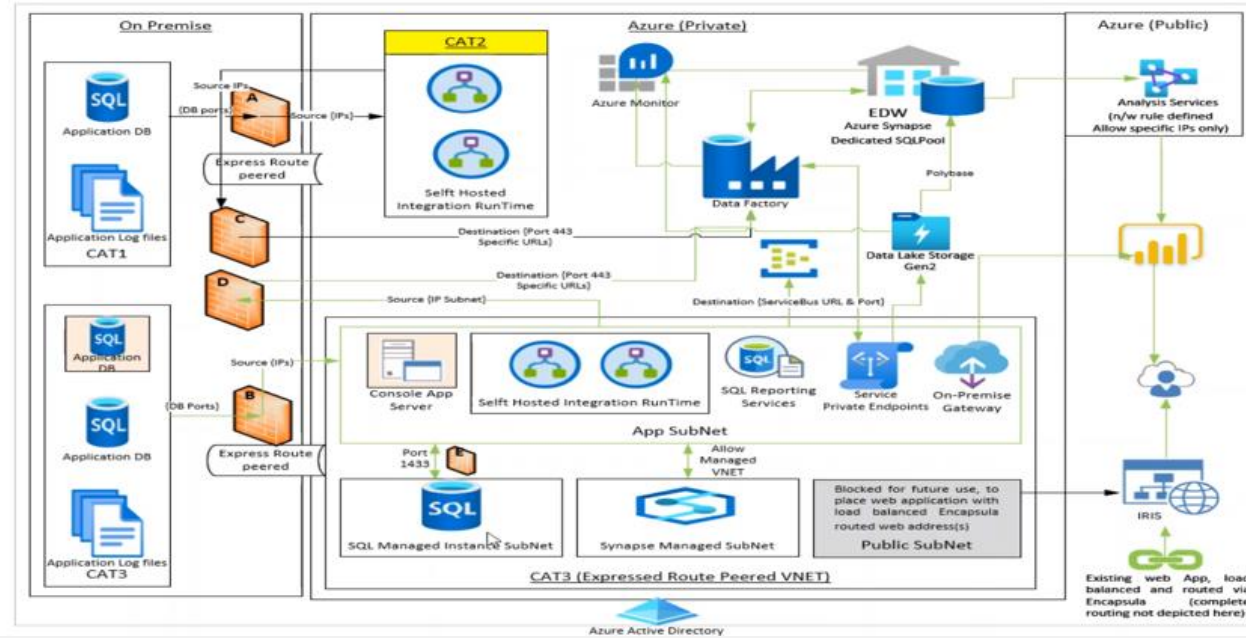 On Premise
Azure (Private)
Azure (Public)
CAT2
Source IPs
A
(DB ports)
Source (IPs)
SQL
Application DB
Azure Monitor
EDW
Azure Synapse
Dedicated SQLPool
Analysis Services
(n/w rule defined
Allow specific IPs only)
Express Route
peered
Selft Hosted
Integration RunTime
Polybase
Data Factory
Application Log files
CAT1
C
Destination (Port 443
Specific URLs)
Data Lake Storage
Gen2
D
Destination (Port 443
Specific URLs)
Source (IP Subnet)
Destination (ServiceBus URL & Port)
SQL
Application
DB
Source (IPs)
SQL
Console App
Server
Selft Hosted Integration RunTime
SQL Reporting
Services
Service
Private Endpoints
On-Premise
Gateway
B
(DB Ports)
SQL
Application DB
App SubNet
Express Route
peered
Port
1433
E
Allow
Managed
VNET
SQL
SQL Managed Instance SubNet
Synapse Managed SubNet
Blocked for future use, to
place web application with
load balanced Encapsula
routed web address(s)
Public SubNet
IRIS
Application Log files
CAT3
CAT3 (Expressed Route Peered VNET)
Existing web App, load
balanced and routed via
Encapsula (complete
routing not depicted here)
Azure Active Directory